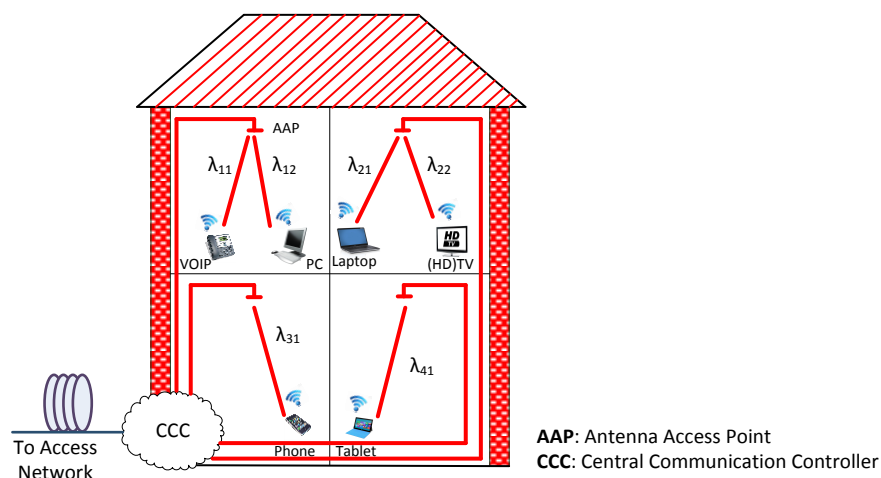 AAP
λ11
λ12
λ21
λ22
HD
TV
VOIP
PC
Laptop
(HD)TV
λ31
λ41
CCC
To Access
Network
Phone
Tablet
AAP: Antenna Access Point
CCC: Central Communication Controller